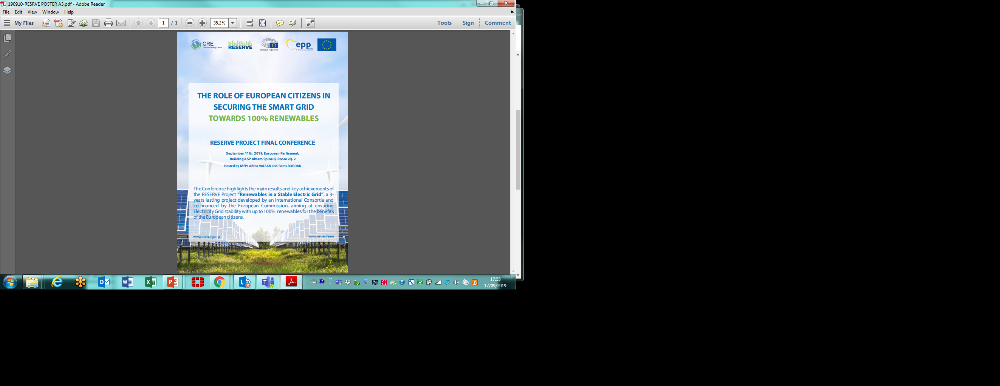 190910-RESRVE POSTER A3.pdf - Adobe Reader
File Edit View Window Help
My Files 1 / 1 35,2% Tools Sign Comment
CRE
Romanian Energy Center
RESERVE
European Parliament
epp group
in the european parliament
THE ROLE OF EUROPEAN CITIZENS IN
SECURING THE SMART GRID
TOWARDS 100% RENEWABLES
RESERVE PROJECT FINAL CONFERENCE
September 11th, 2019, European Parliament,
Building ASP Altiero Spinelli, Room 2Q-2
Hosted by MEPs Adina VALEAN and Rares BOGDAN
The Conference highlights the main results and key achievements of
the RESERVE Project “Renewables in a Stable Electric Grid”, a 3-
years lasting project developed by an International Consortia and
co-financed by the European Commission, aiming at ensuring
Electricity Grid stability with up to 100% renewables for the benefits
of the European citizens.
www.crenerg.org www.re-serve.eu
17:55
17/09/2019